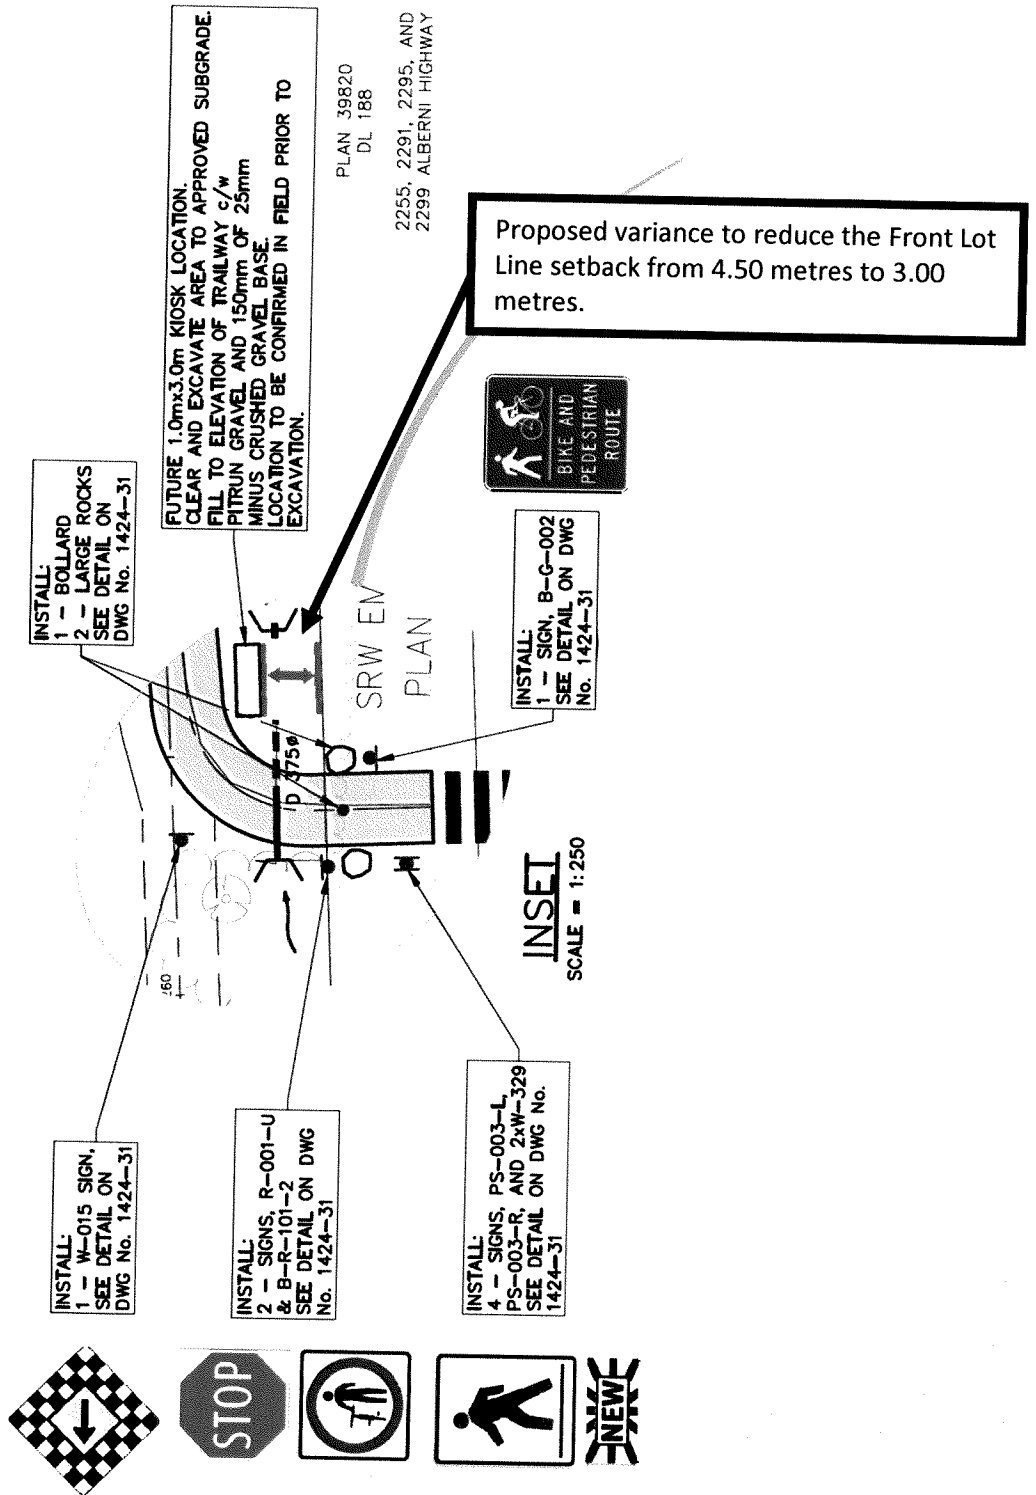 FUTURE 1.0mx3.0m KIOSK LOCATION.
CLEAR AND EXCAVATE AREA TO APPROVED SUBGRADE.
FILL TO ELEVATION OF TRAILWAY c/w
PITRUN GRAVEL AND 150mm OF 25mm
MINUS CRUSHED GRAVEL BASE.
LOCATION TO BE CONFIRMED IN FIELD PRIOR TO
EXCAVATION.
PLAN 39820
DL 188
2255, 2291, 2295, AND
2299 ALBERNI HIGHWAY
Proposed variance to reduce the Front Lot
Line setback from 4.50 metres to 3.00
metres.
INSTALL:
1 - BOLLARD
2 - LARGE ROCKS
SEE DETAIL ON
DWG No. 1424-31
BIKE AND
PEDESTRIAN
ROUTE
INSTALL:
1 - SIGN, B-G-002
SEE DETAIL ON DWG
No. 1424-31
SRW EM
PLAN
D 375ø
INSET
SCALE = 1:250
INSTALL:
1 - W-015 SIGN,
SEE DETAIL ON
DWG No. 1424-31
INSTALL:
2 - SIGNS, R-001-U
& B-R-101-2
SEE DETAIL ON DWG
No. 1424-31
INSTALL:
4 - SIGNS, PS-003-L,
PS-003-R, AND 2xW-329
SEE DETAIL ON DWG No.
1424-31
STOP
NEW